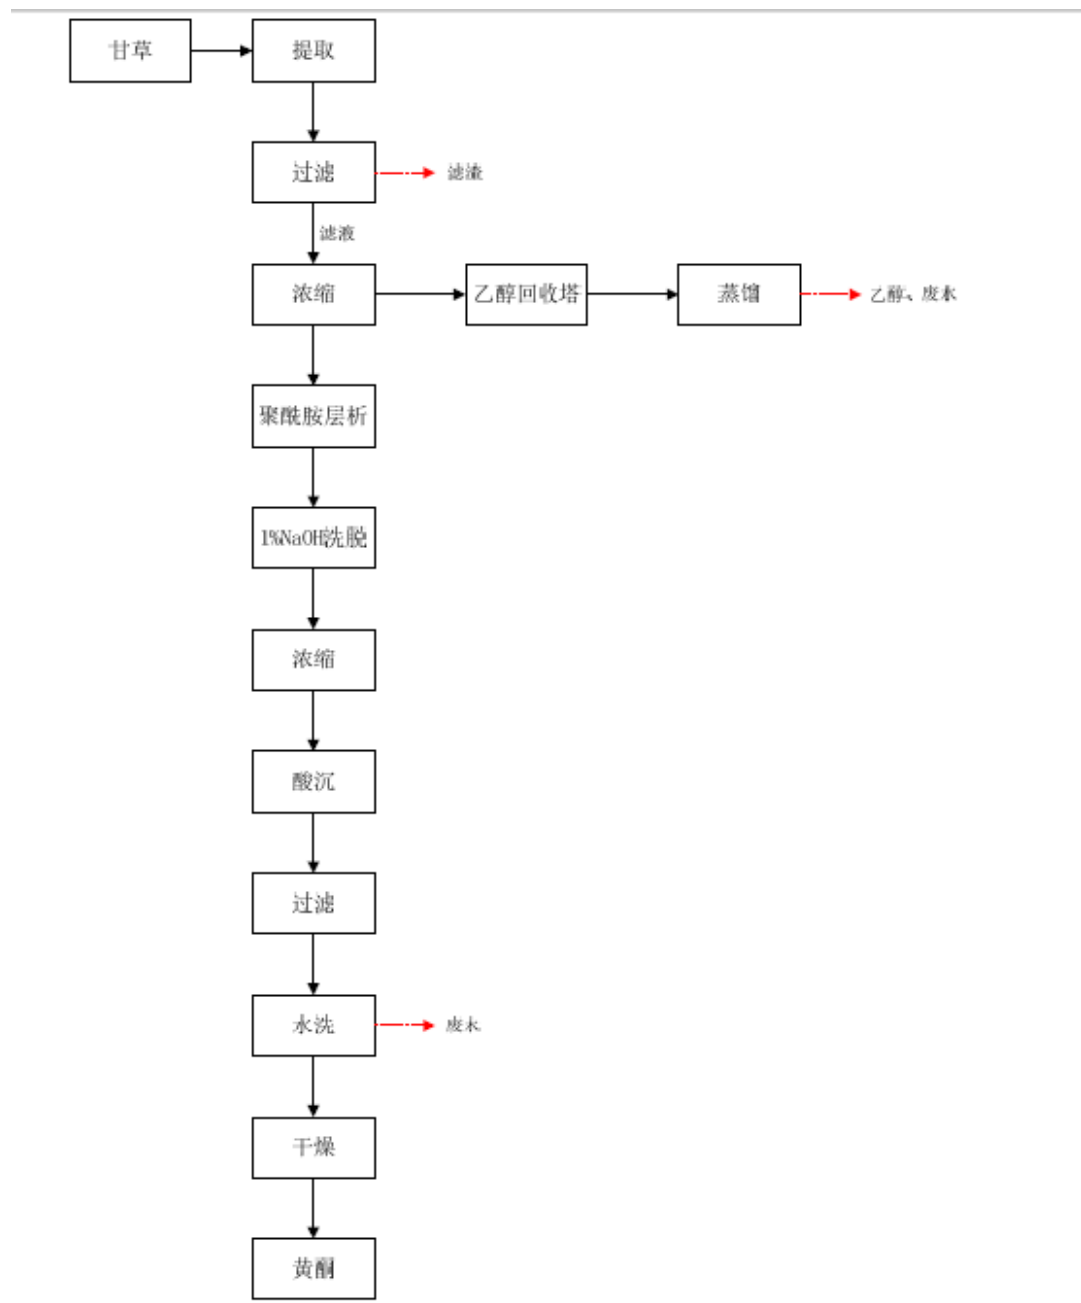 甘草
提取
过滤
滤渣
滤液
浓缩
乙醇回收塔
蒸馏
乙醇、废水
聚酰胺层析
1%NaOH洗脱
浓缩
酸沉
过滤
水洗
废水
干燥
黄酮